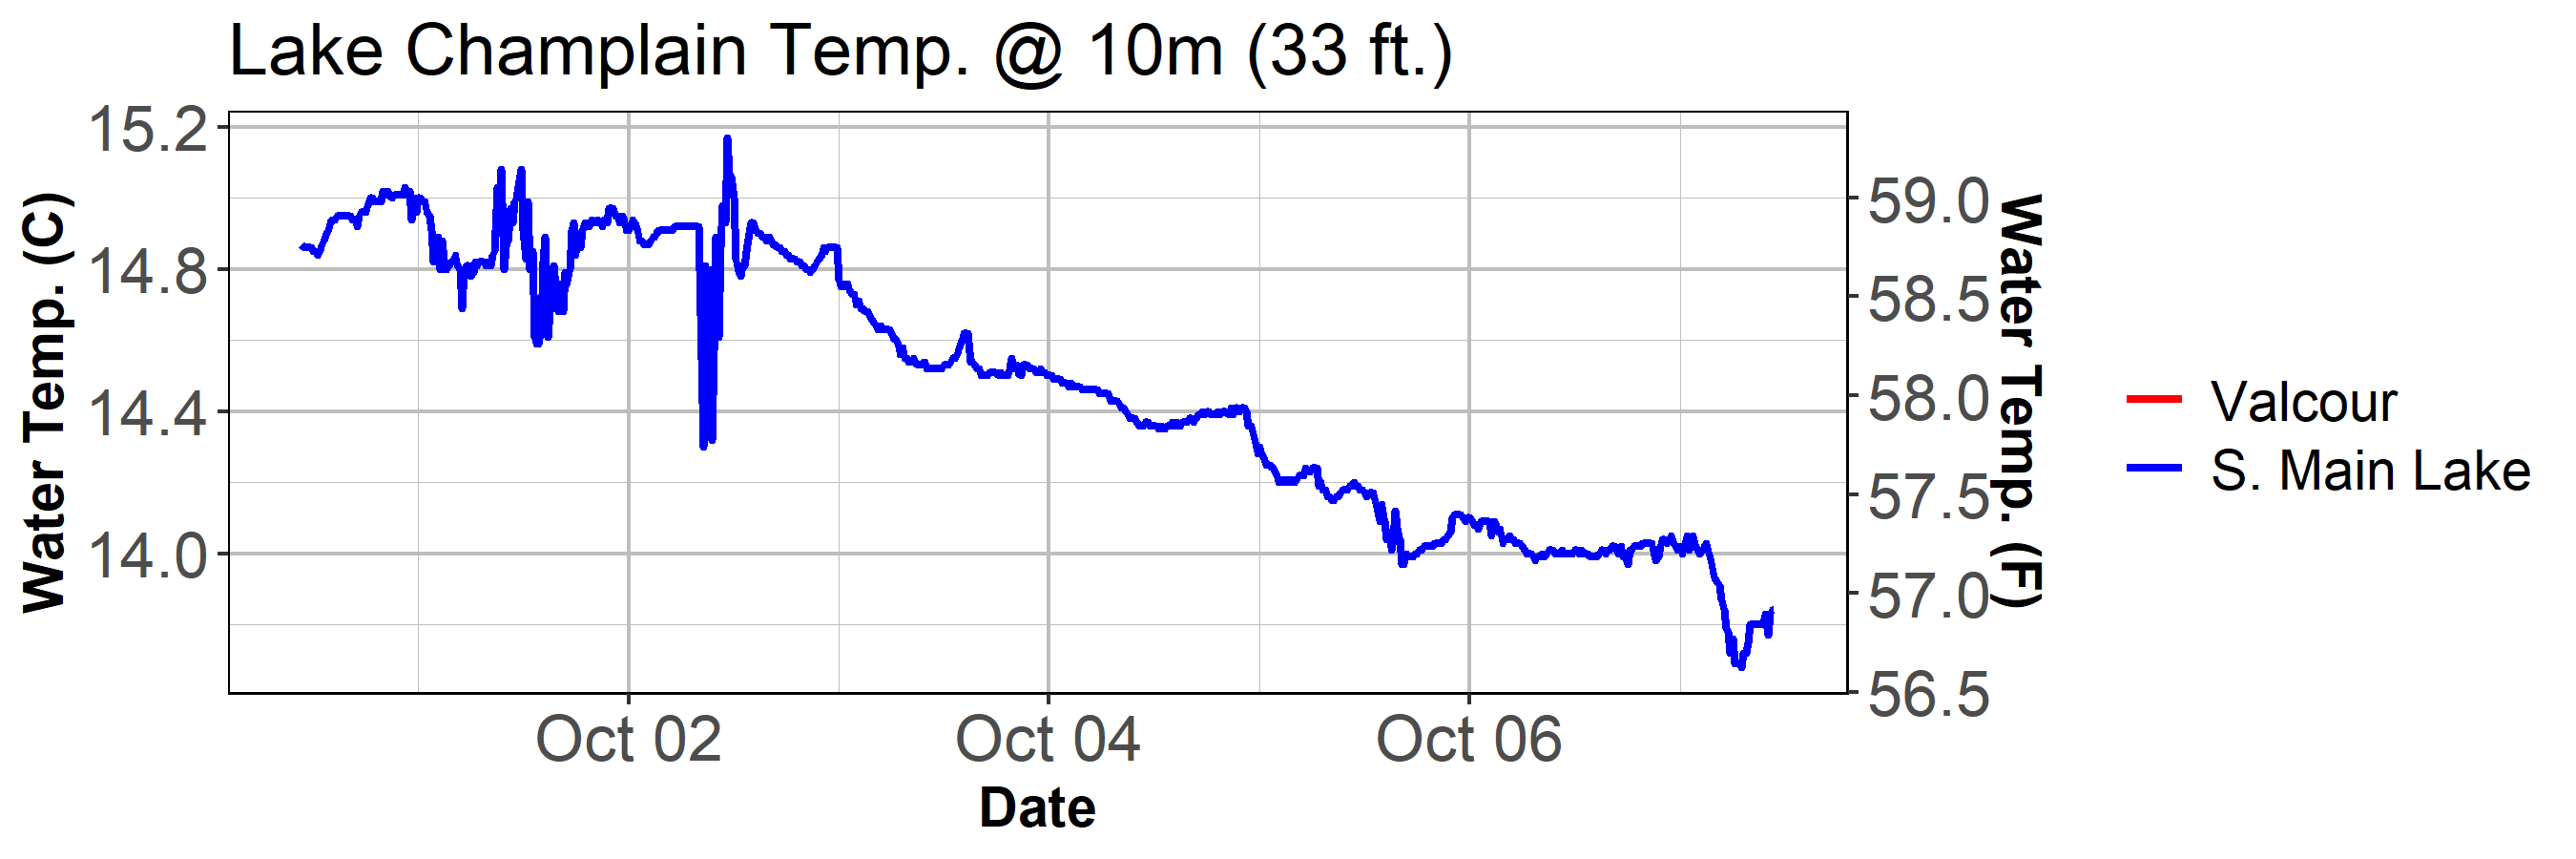 Lake Champlain Temp. @ 10m (33 ft.)
Water Temp. (C)
15.2
14.8
14.4
14.0
59.0
58.5
58.0
57.5
57.0
56.5
Water Temp. (F)
Oct 02
Oct 04
Oct 06
Date
Valcour
S. Main Lake